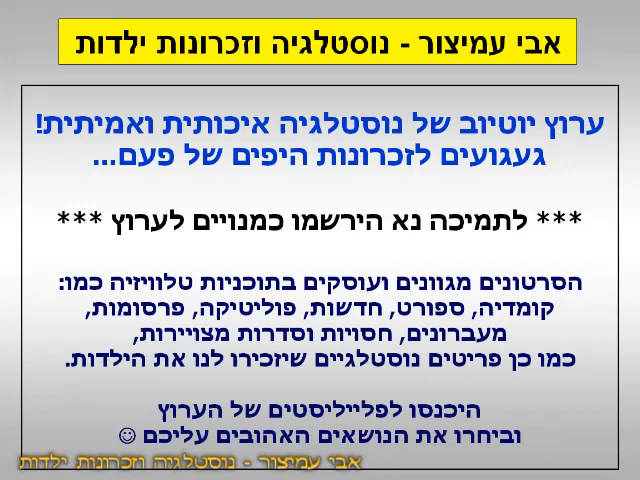 אבי עמיצור - נוסטלגיה וזכרונות ילדות
ערוץ יוטיוב של נוסטלגיה איכותית ואמיתית!
געגועים לזכרונות היפים של פעם...
*** לתמיכה נא הירשמו כמנויים לערוץ ***
הסרטונים מגוונים ועוסקים בתוכניות טלוויזיה כמו:
קומדיה, ספורט, חדשות, פוליטיקה, פרסומות,
מעברונים, חסויות וסדרות מצויירות,
כמו כן פריטים נוסטלגיים שיזכירו לנו את הילדות.
היכנסו לפלייליסטים של הערוץ
וביחרו את הנושאים האהובים עליכם ☺
אבי עמיצור - נוסטלגיה וזכרונות ילדות